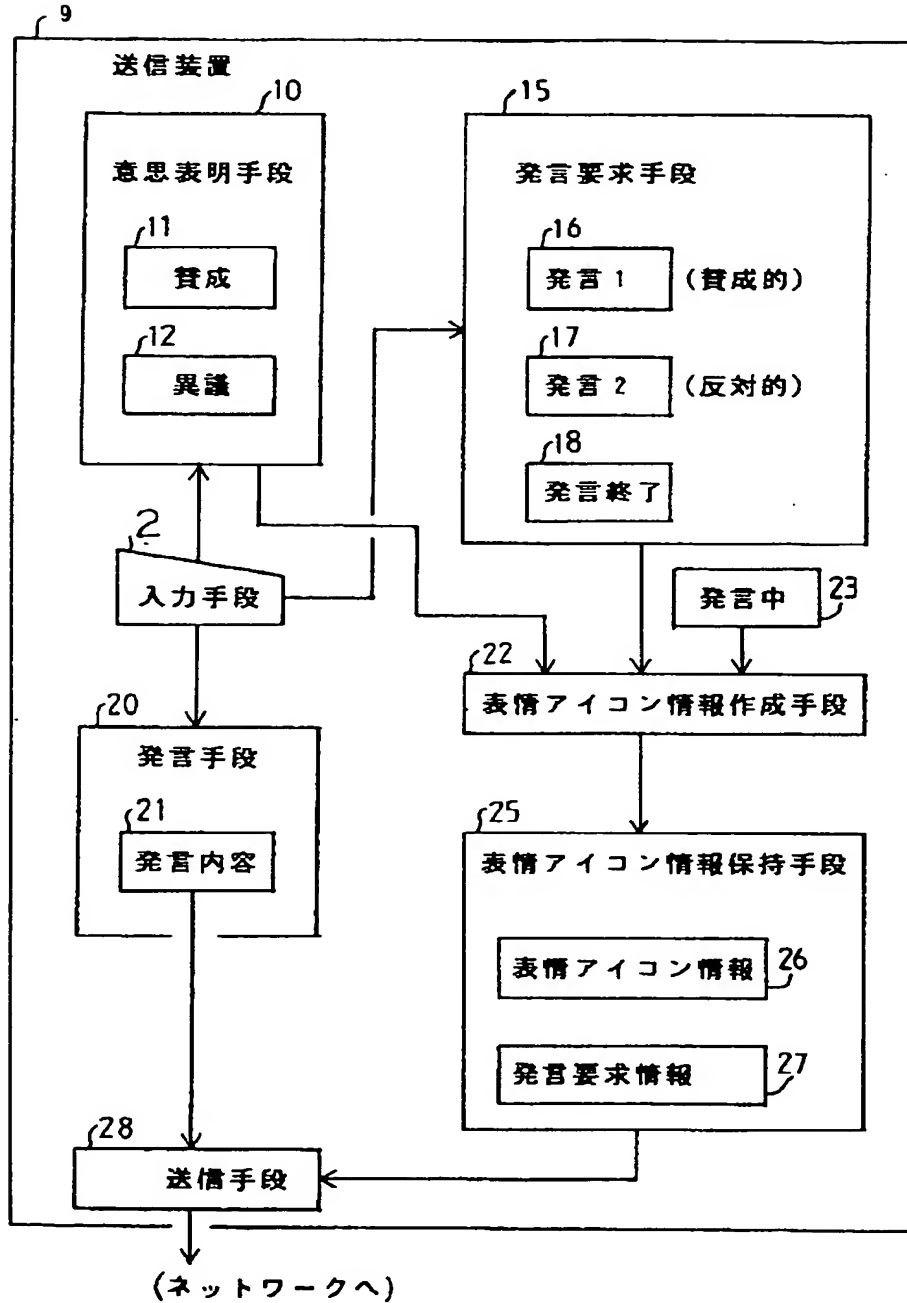 9
送信装置
10
意思表明手段
11
賛成
12
異議
15
発言要求手段
16
発言1 (賛成的)
17
発言2 (反対的)
18
発言終了
2
入力手段
発言中 23
22
表情アイコン情報作成手段
20
発言手段
21
発言内容
25
表情アイコン情報保持手段
表情アイコン情報 26
発言要求情報 27
28
送信手段
(ネットワークへ)